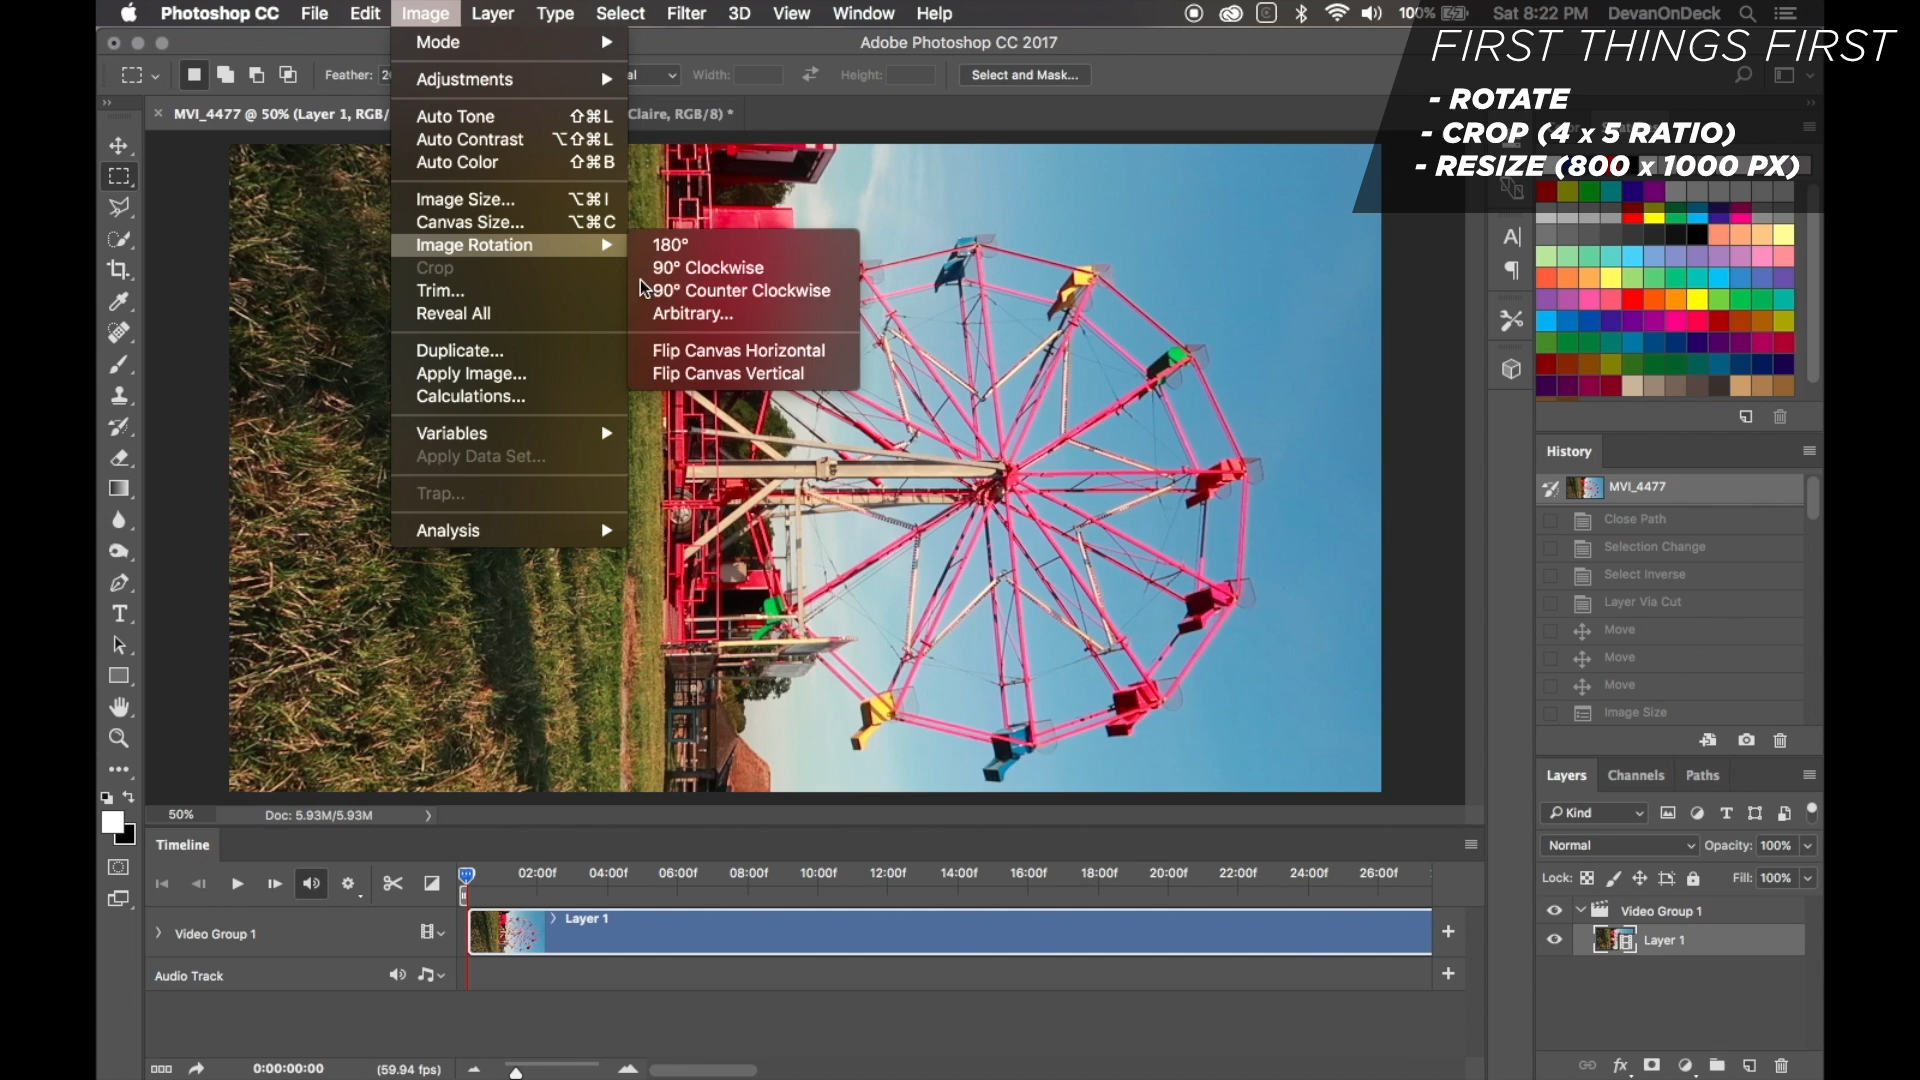 Photoshop CC File Edit Image Layer Type Select Filter 3D View Window Help
100% Sat 8:22 PM DevanOnDeck
Adobe Photoshop CC 2017
FIRST THINGS FIRST
- ROTATE
- CROP (4 x 5 RATIO)
- RESIZE (800 x 1000 PX)
Feather: Width: Height: Select and Mask...
MVI_4477 @ 50% (Layer 1, RGB/
Claire, RGB/8) *
Mode
Adjustments
Auto Tone ⇧⌘L
Auto Contrast ⌥⇧⌘L
Auto Color ⇧⌘B
Image Size... ⌥⌘I
Canvas Size... ⌥⌘C
Image Rotation
Crop
Trim...
Reveal All
Duplicate...
Apply Image...
Calculations...
Variables
Apply Data Set...
Trap...
Analysis
180°
90° Clockwise
90° Counter Clockwise
Arbitrary...
Flip Canvas Horizontal
Flip Canvas Vertical
History
MVI_4477
Close Path
Selection Change
Select Inverse
Layer Via Cut
Move
Move
Move
Image Size
Layers Channels Paths
Kind
Normal Opacity: 100%
Lock: Fill: 100%
Video Group 1
Layer 1
50% Doc: 5.93M/5.93M
Timeline
02:00f 04:00f 06:00f 08:00f 10:00f 12:00f 14:00f 16:00f 18:00f 20:00f 22:00f 24:00f 26:00f
Layer 1
Video Group 1
Audio Track
0:00:00:00 (59.94 fps)